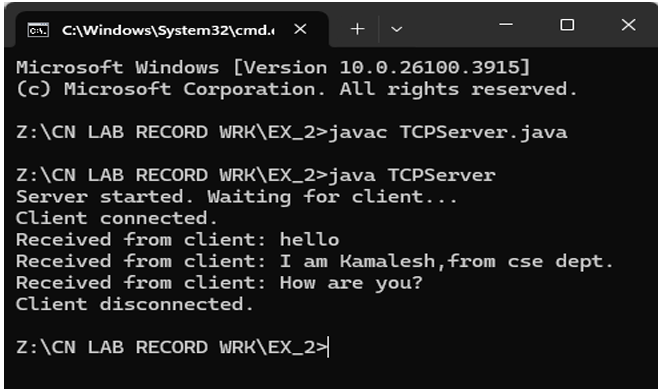 C:\Windows\System32\cmd.e
Microsoft Windows [Version 10.0.26100.3915]
(c) Microsoft Corporation. All rights reserved.
Z:\CN LAB RECORD WRK\EX_2>javac TCPServer.java
Z:\CN LAB RECORD WRK\EX_2>java TCPServer
Server started. Waiting for client...
Client connected.
Received from client: hello
Received from client: I am Kamalesh,from cse dept.
Received from client: How are you?
Client disconnected.
Z:\CN LAB RECORD WRK\EX_2>